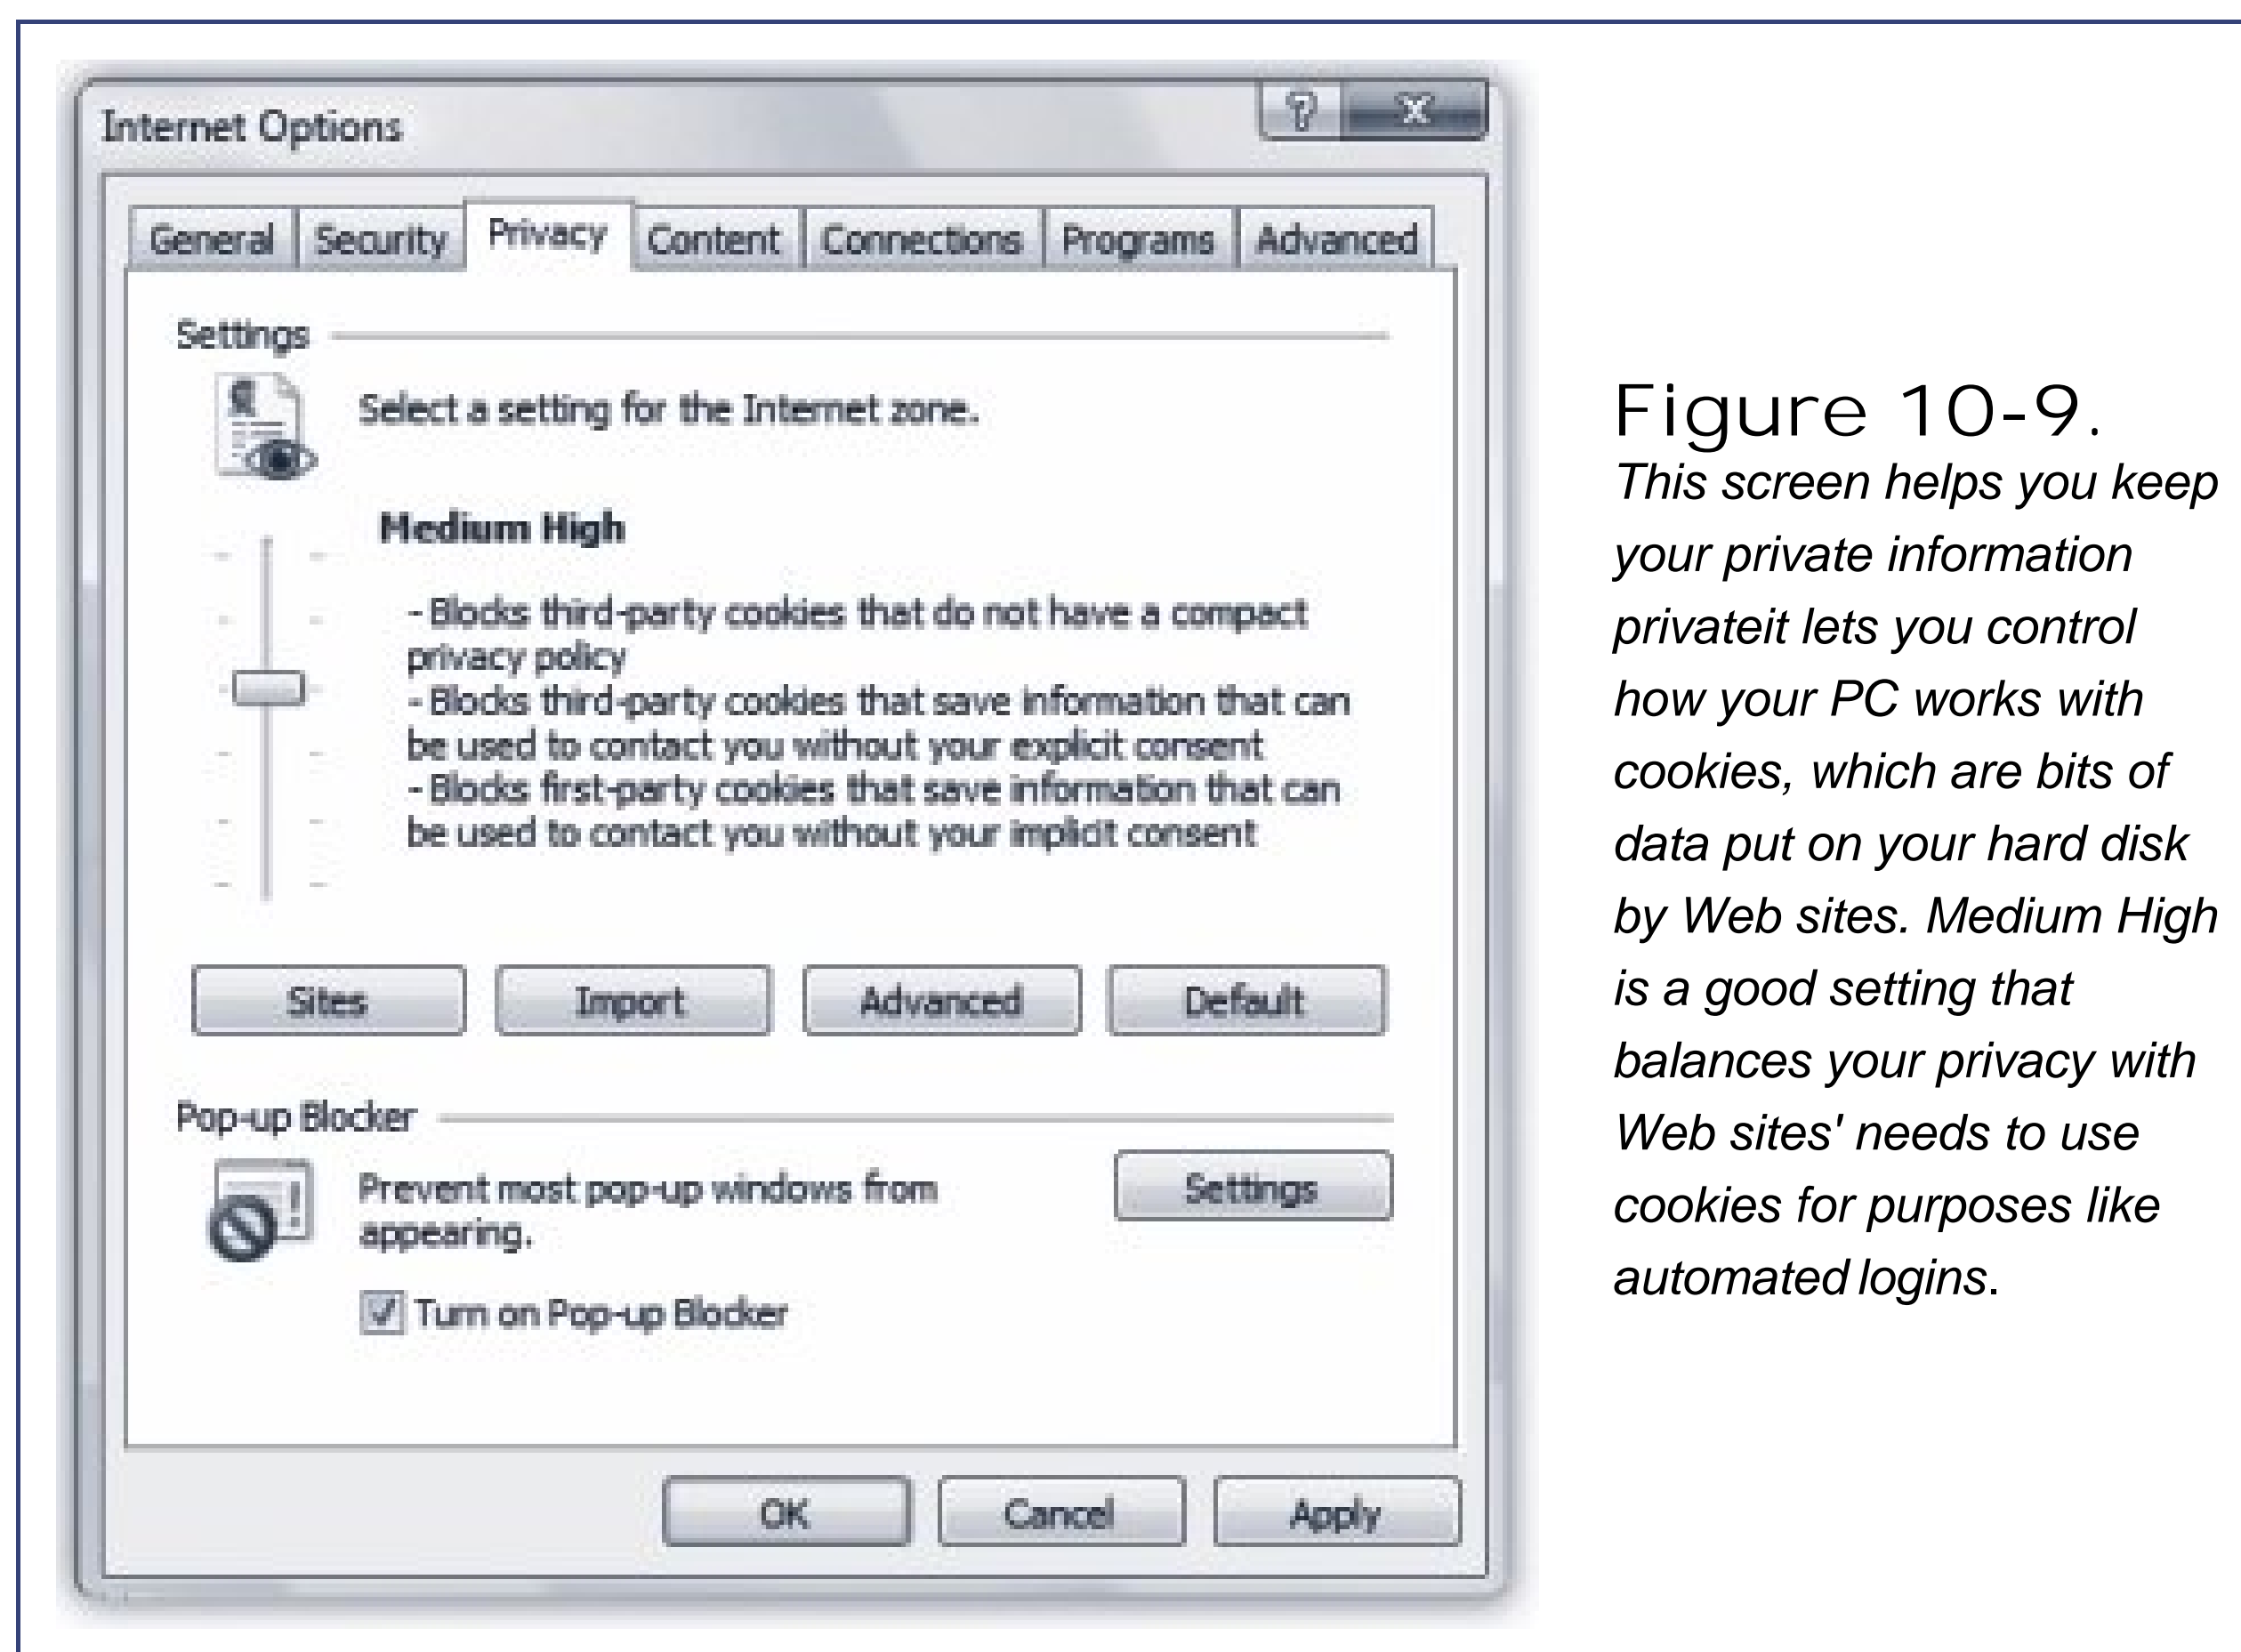 Internet Options
General Security Privacy Content Connections Programs Advanced
Settings
Select a setting for the Internet zone.
Medium High
- Blocks third-party cookies that do not have a compact
privacy policy
- Blocks third-party cookies that save information that can
be used to contact you without your explicit consent
- Blocks first-party cookies that save information that can
be used to contact you without your implicit consent
Sites Import Advanced Default
Pop-up Blocker
Prevent most pop-up windows from
appearing.
Settings
Turn on Pop-up Blocker
OK Cancel Apply
Figure 10-9.
This screen helps you keep
your private information
privateit lets you control
how your PC works with
cookies, which are bits of
data put on your hard disk
by Web sites. Medium High
is a good setting that
balances your privacy with
Web sites' needs to use
cookies for purposes like
automated logins.